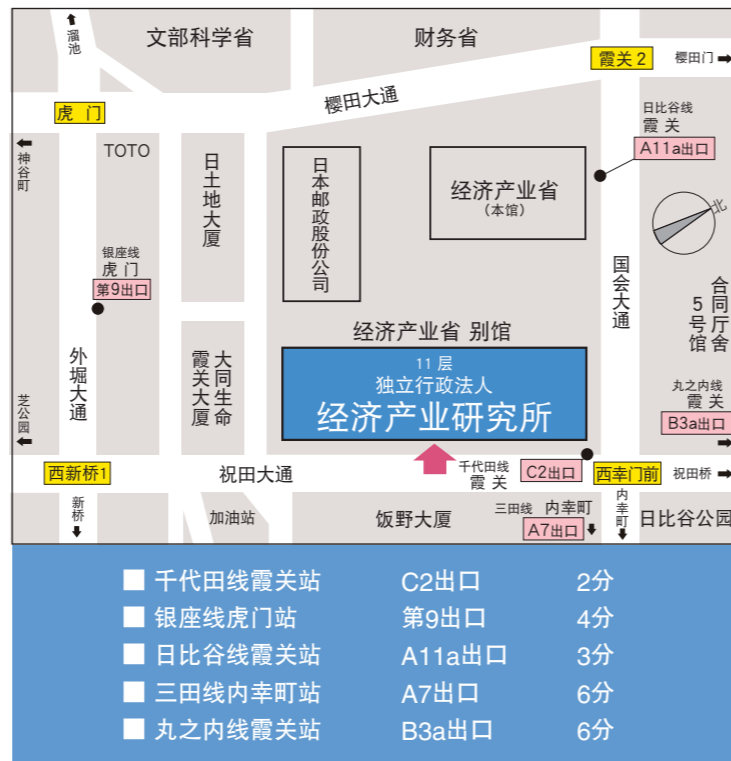 溜池
文部科学省
财务省
霞关2
樱田门
樱田大通
虎 门
日比谷线
霞 关
A11a出口
神谷町
TOTO
日土地大厦
日本邮政股份公司
经济产业省
(本馆)
北
银座线
虎 门
第9出口
国会大通
合同厅舍
5号馆
经济产业省 别馆
外堀大通
大同生命
霞关大厦
11 层
独立行政法人
经济产业研究所
丸之内线
霞 关
B3a出口
芝公园
西新桥1
祝田大通
千代田线
霞 关
C2出口
西幸门前
祝田桥
新桥
加油站
饭野大厦
三田线 内幸町
A7出口
内幸町
日比谷公园
千代田线霞关站 C2出口 2分
银座线虎门站 第9出口 4分
日比谷线霞关站 A11a出口 3分
三田线内幸町站 A7出口 6分
丸之内线霞关站 B3a出口 6分